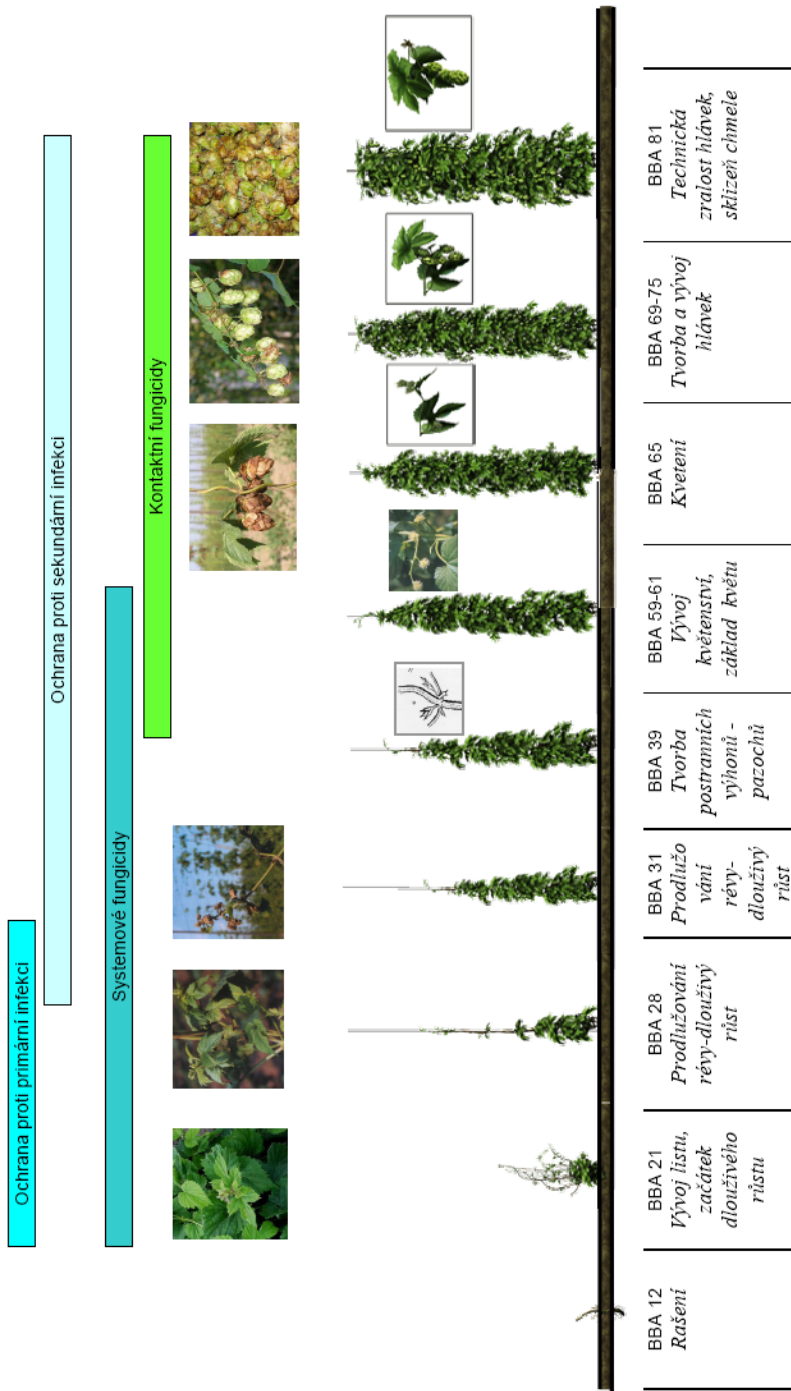 Ochrana proti primární infekci
Ochrana proti sekundární infekci
Systemové fungicidy
Kontaktní fungicidy
BBA 12
Rašení
BBA 21
Vývoj listu,
začátek
dlouživého
růstu
BBA 28
Prodlužování
révy-dlouživý
růst
BBA 31
Prodlužo
vání
révy-
dlouživý
růst
BBA 39
Tvorba
postranních
výhonů -
pazochů
BBA 59-61
Vývoj
květenství,
základ květu
BBA 65
Kvetení
BBA 69-75
Tvorba a vývoj
hlávek
BBA 81
Technická
zralost hlávek,
sklizeň chmele